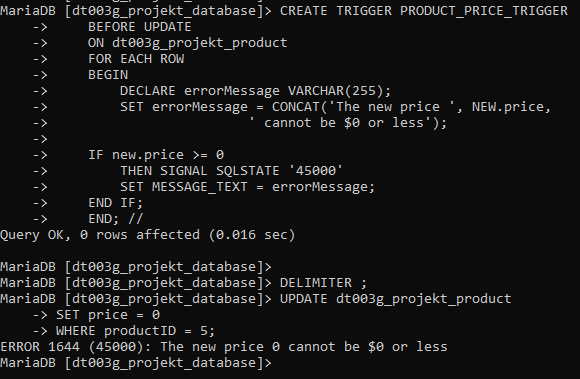 MariaDB [dt003g_projekt_database]> CREATE TRIGGER PRODUCT_PRICE_TRIGGER
    ->     BEFORE UPDATE
    ->     ON dt003g_projekt_product
    ->     FOR EACH ROW
    ->     BEGIN
    ->         DECLARE errorMessage VARCHAR(255);
    ->         SET errorMessage = CONCAT('The new price ', NEW.price,
    ->                         ' cannot be $0 or less');
    ->
    ->     IF new.price >= 0
    ->         THEN SIGNAL SQLSTATE '45000'
    ->         SET MESSAGE_TEXT = errorMessage;
    ->     END IF;
    ->     END; //
Query OK, 0 rows affected (0.016 sec)

MariaDB [dt003g_projekt_database]>
MariaDB [dt003g_projekt_database]> DELIMITER ;
MariaDB [dt003g_projekt_database]> UPDATE dt003g_projekt_product
    -> SET price = 0
    -> WHERE productID = 5;
ERROR 1644 (45000): The new price 0 cannot be $0 or less
MariaDB [dt003g_projekt_database]>